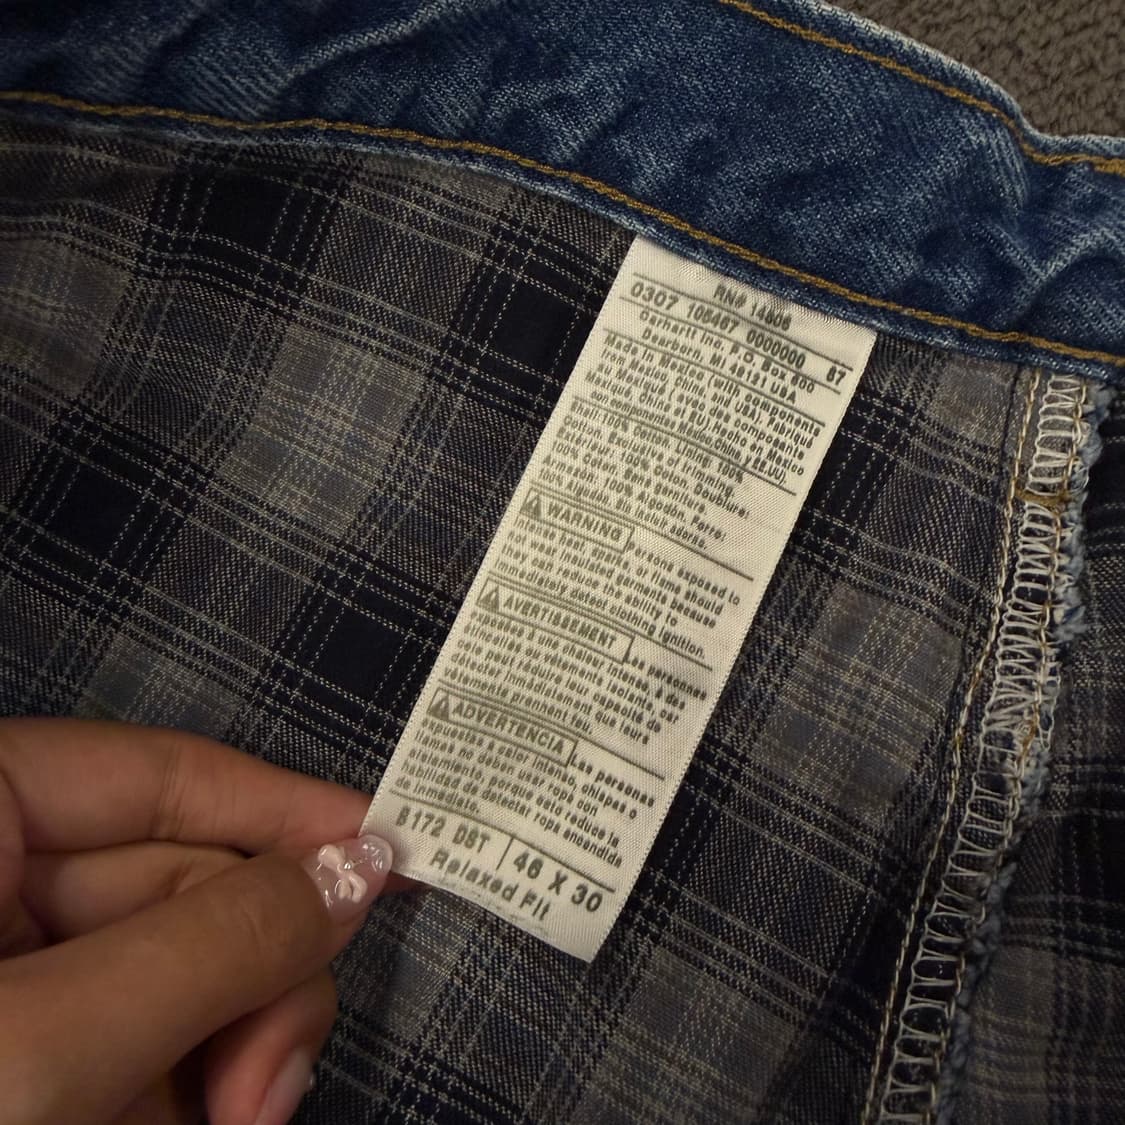 RN# 14806
0307 106467 0000000 67
Carhartt Inc. P.O. Box 600
Dearborn, MI 48121 USA
Made in Mexico (with components
from Mexico, China and USA). Fabriqué
au Mexique (avec des composants
Mexique, Chine et EU). Hecho en Mexico
con componentes México, China, EE.UU).
Shell: 100% Cotton. Lining: 100%
Cotton. Exclusive of trimming.
Extérieur: 100% Coton. Doublure:
100% Coton. Sans garniture.
Armazón: 100% Algodón. Forro:
100% Algodón. Sin incluir adorno.
WARNING Persons exposed to
intense heat, sparks, or flame should
not wear insulated garments because
they can reduce the ability to
immediately detect clothing ignition.
AVERTISSEMENT Les personnes
exposées à une chaleur intense, à des
étincelles ou vêtements isolants, car
cela peut réduire leur capacité de
détecter immédiatement que leurs
vêtements prennent feu.
ADVERTENCIA Las personas
expuestas a calor intenso, chispas o
llamas no deben usar ropa con
aislamiento, porque esto reduce la
habilidad de detectar ropa encendida
de inmediato.
B172 DST 46 X 30
Relaxed Fit